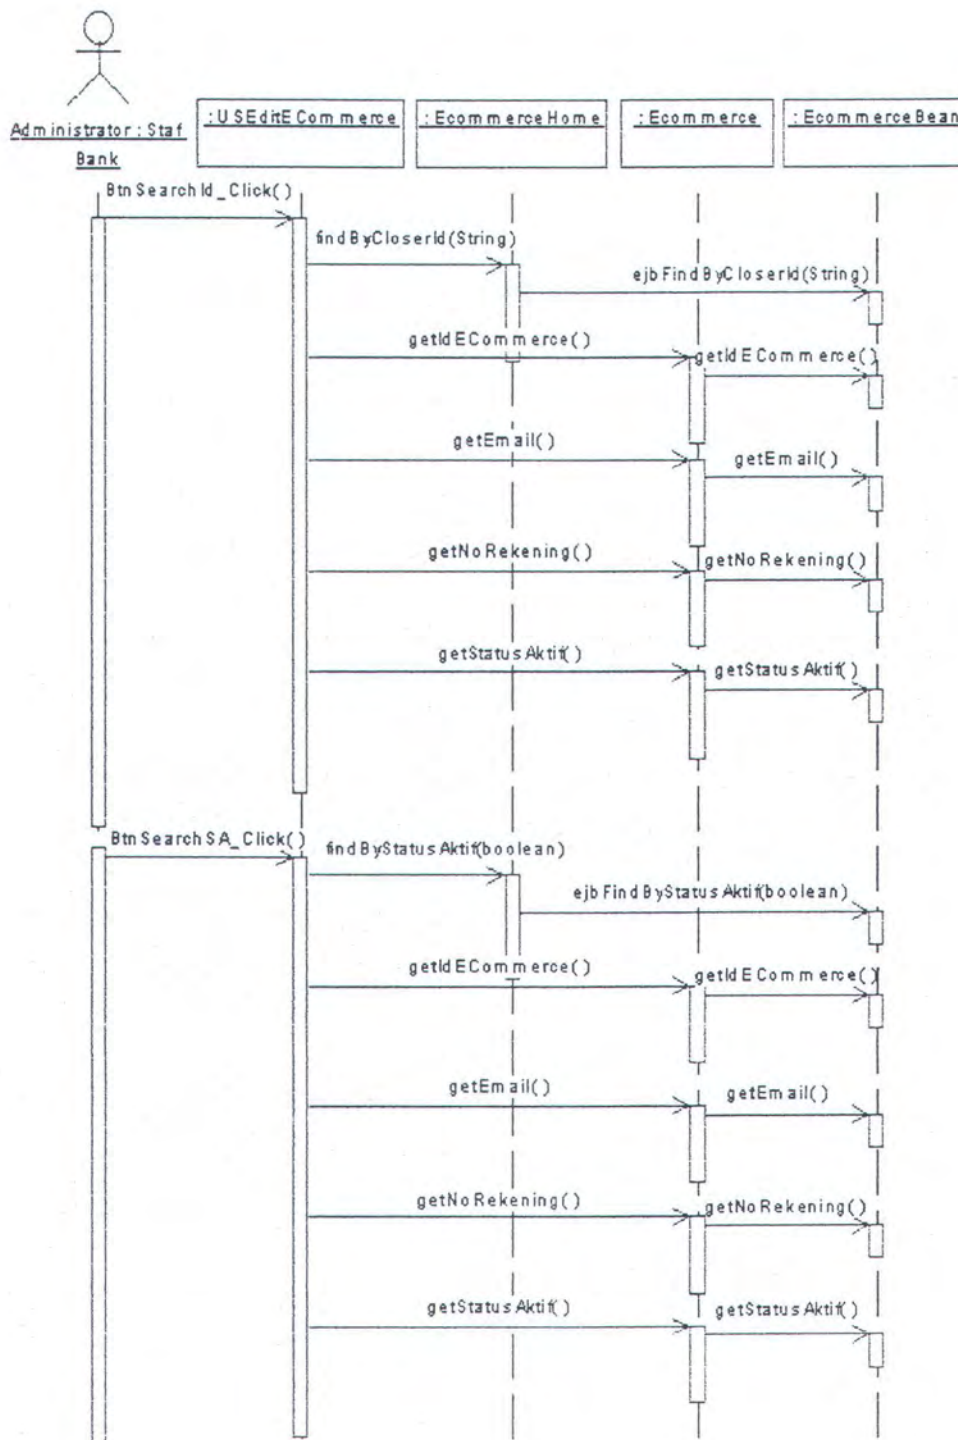 Administrator : Staf
Bank
: USEditECommerce
: EcommerceHome
: Ecommerce
: EcommerceBean
BtnSearchId_Click()
findByCloserId(String)
ejbFindByCloserId(String)
getIdECommerce()
getIdECommerce()
getEmail()
getEmail()
getNoRekening()
getNoRekening()
getStatusAktif()
getStatusAktif()
BtnSearchSA_Click()
findByStatusAktif(boolean)
ejbFindByStatusAktif(boolean)
getIdECommerce()
getIdECommerce()
getEmail()
getEmail()
getNoRekening()
getNoRekening()
getStatusAktif()
getStatusAktif()